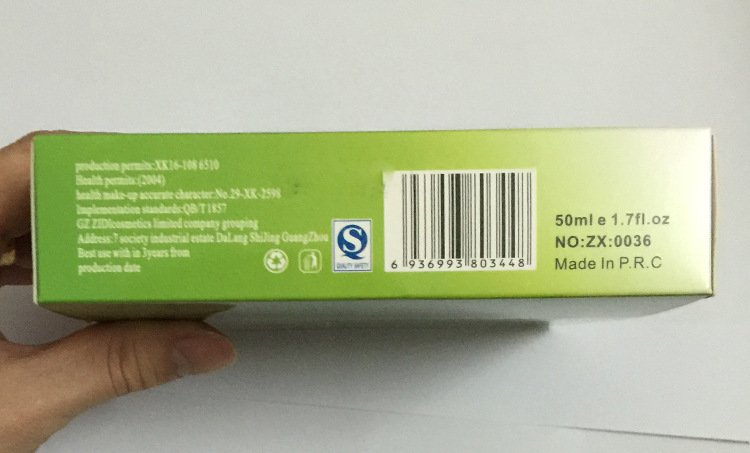 production permits:XK16-108 6510
Health permits:(2004)
health make-up accurate character:No.29-XK-2598
Implementation standards:QB/T 1857
GZ ZIDIcosmetics limited company grouping
Address:7 society industrial estate DaLang ShiJing GuangZhou
Best use with in 3years from
production date
S
QUALITY SAFETY
6 936993 803448
50ml e 1.7fl.oz
NO:ZX:0036
Made In P.R.C